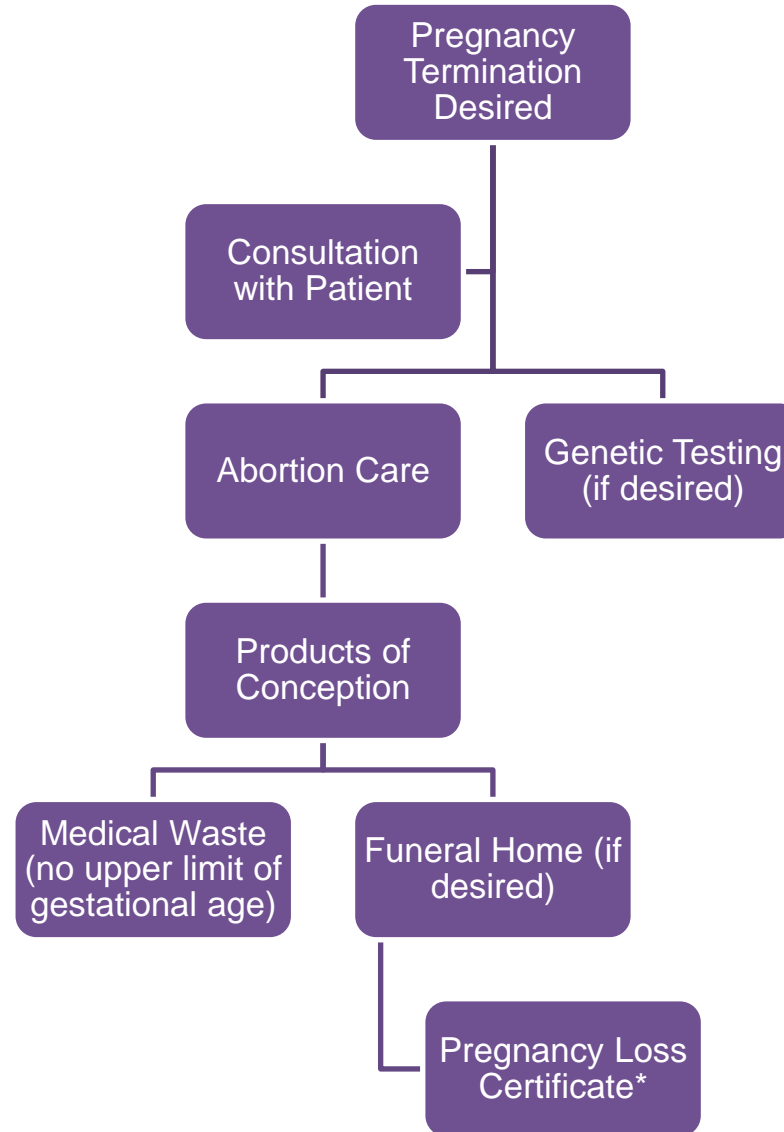 Pregnancy
Termination
Desired
Consultation
with Patient
Abortion Care
Genetic Testing
(if desired)
Products of
Conception
Medical Waste
(no upper limit of
gestational age)
Funeral Home (if
desired)
Pregnancy Loss
Certificate*